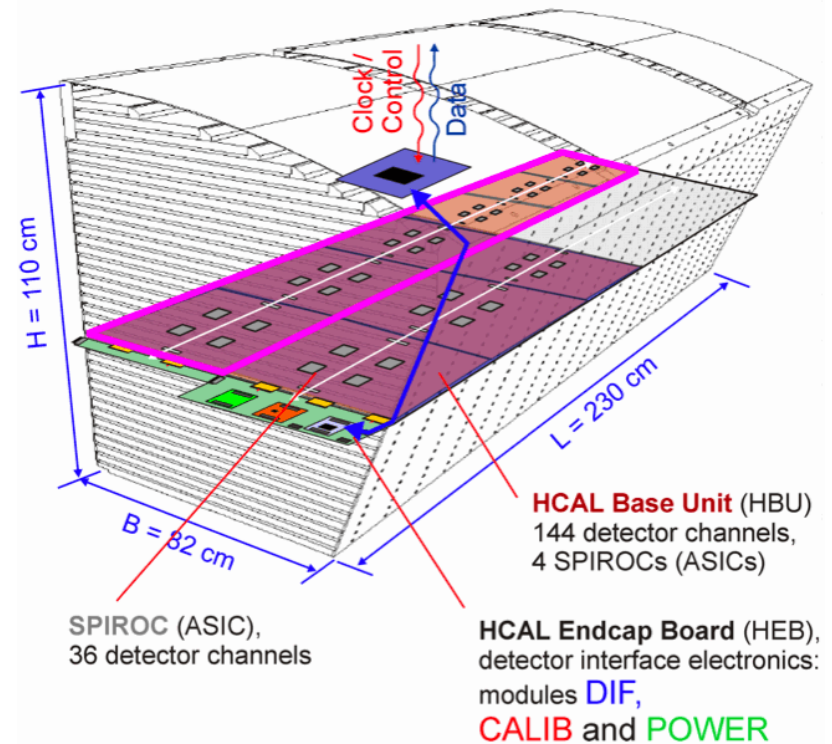 Clock /
Control
Data
H = 110 cm
L = 230 cm
B = 82 cm
HCAL Base Unit (HBU)
144 detector channels,
4 SPIROCs (ASICs)
SPIROC (ASIC),
36 detector channels
HCAL Endcap Board (HEB),
detector interface electronics:
modules DIF,
CALIB and POWER